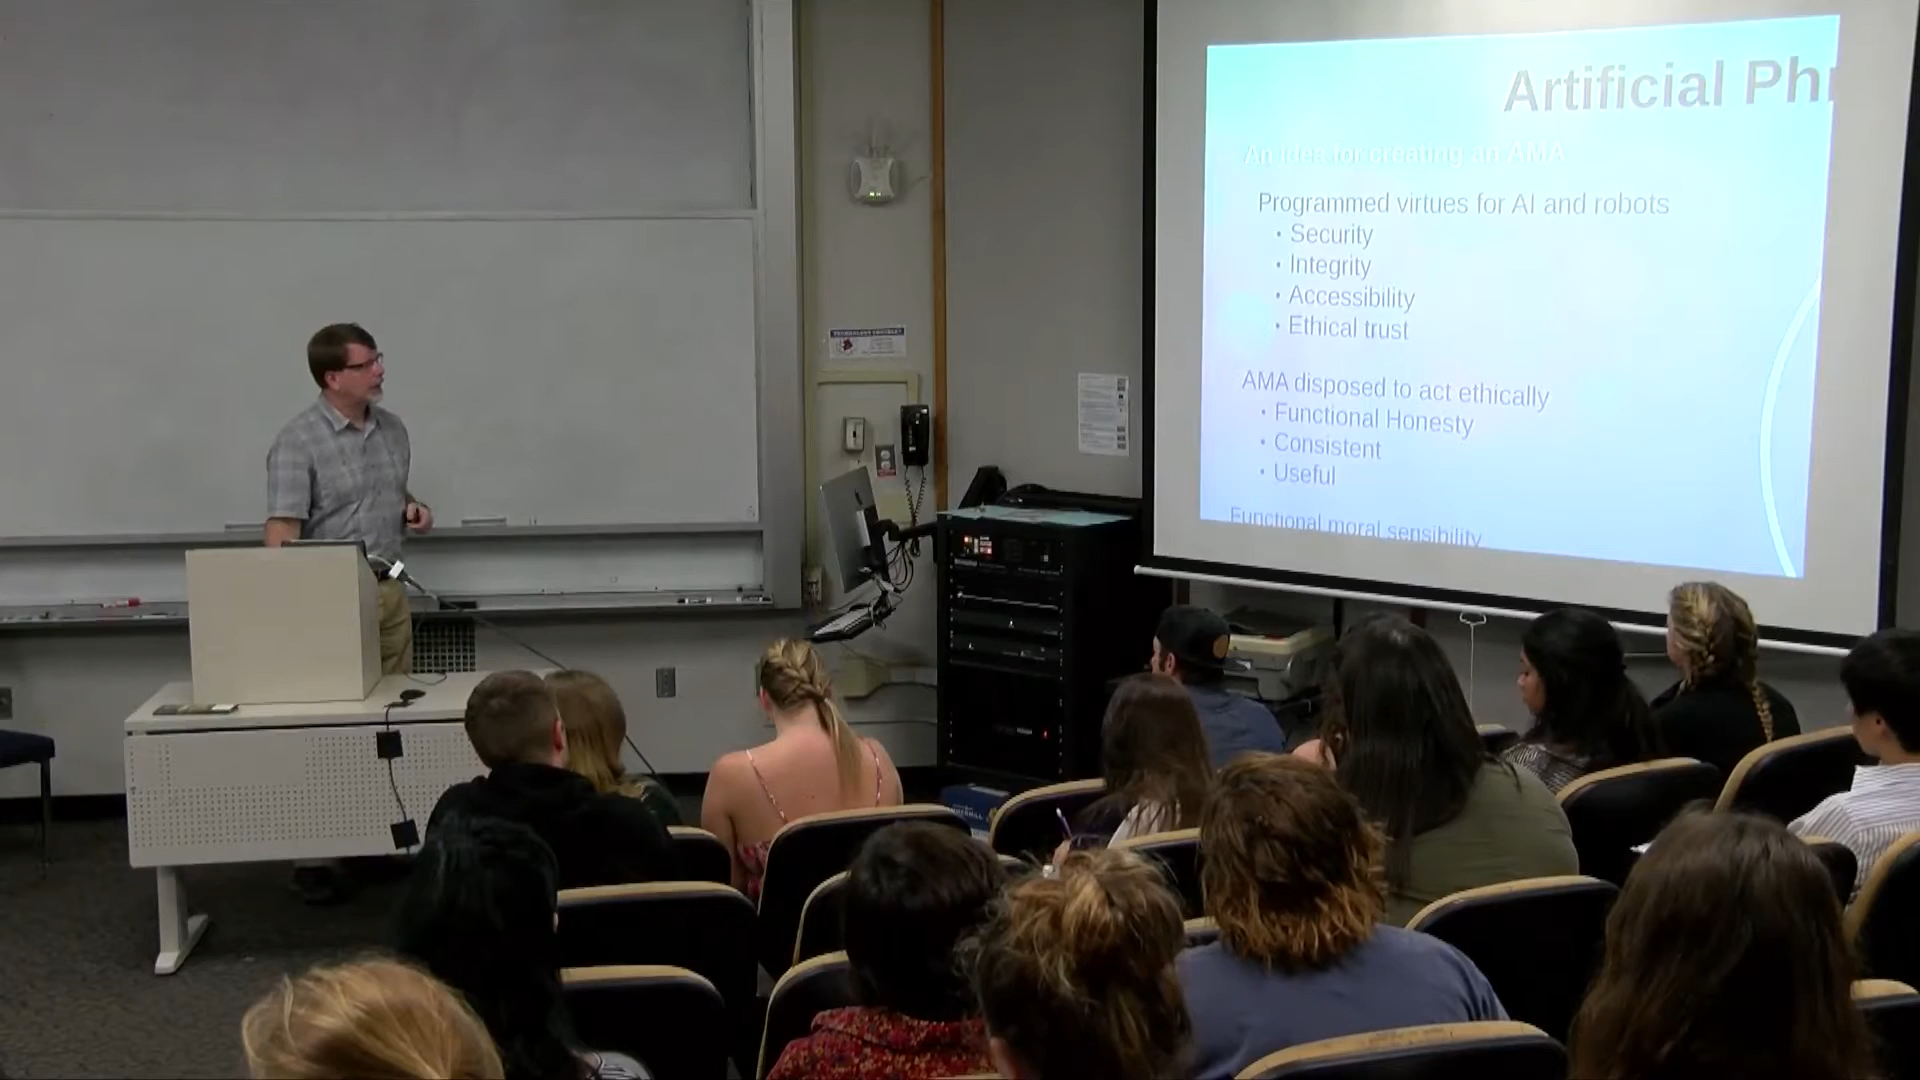 Artificial Ph
An idea for creating an AMA
Programmed virtues for AI and robots
• Security
• Integrity
• Accessibility
• Ethical trust
AMA disposed to act ethically
• Functional Honesty
• Consistent
• Useful
Functional moral sensibility